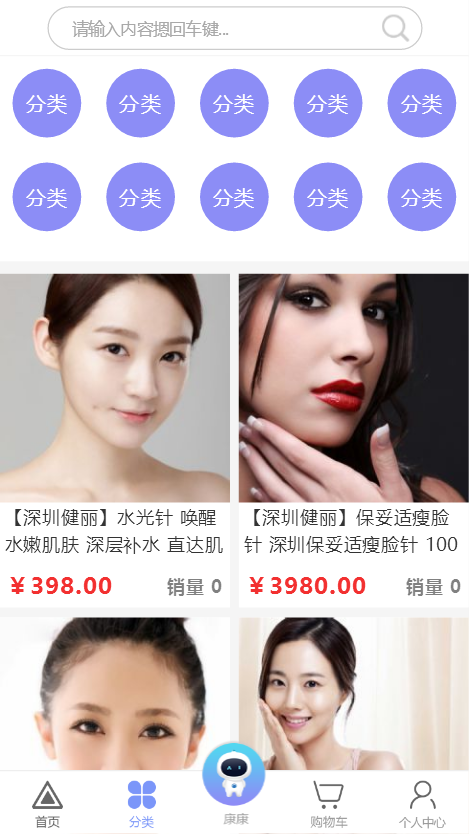 请输入内容摁回车键...
分类 分类 分类 分类 分类
分类 分类 分类 分类 分类
【深圳健丽】水光针 唤醒
水嫩肌肤 深层补水 直达肌
￥398.00 销量 0
【深圳健丽】保妥适瘦脸
针 深圳保妥适瘦脸针 100
￥3980.00 销量 0
首页 分类 康康 购物车 个人中心